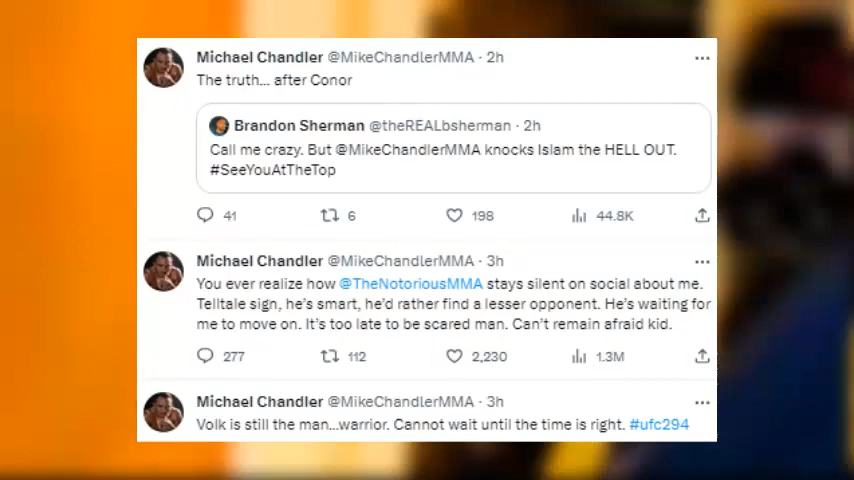 Michael Chandler @MikeChandlerMMA · 2h ...
The truth... after Conor
Brandon Sherman @theREALbsherman · 2h
Call me crazy. But @MikeChandlerMMA knocks Islam the HELL OUT.
#SeeYouAtTheTop
41 6 198 44.8K
Michael Chandler @MikeChandlerMMA · 3h ...
You ever realize how @TheNotoriousMMA stays silent on social about me.
Telltale sign, he's smart, he'd rather find a lesser opponent. He's waiting for
me to move on. It's too late to be scared man. Can't remain afraid kid.
277 112 2,230 1.3M
Michael Chandler @MikeChandlerMMA · 3h ...
Volk is still the man...warrior. Cannot wait until the time is right. #ufc294